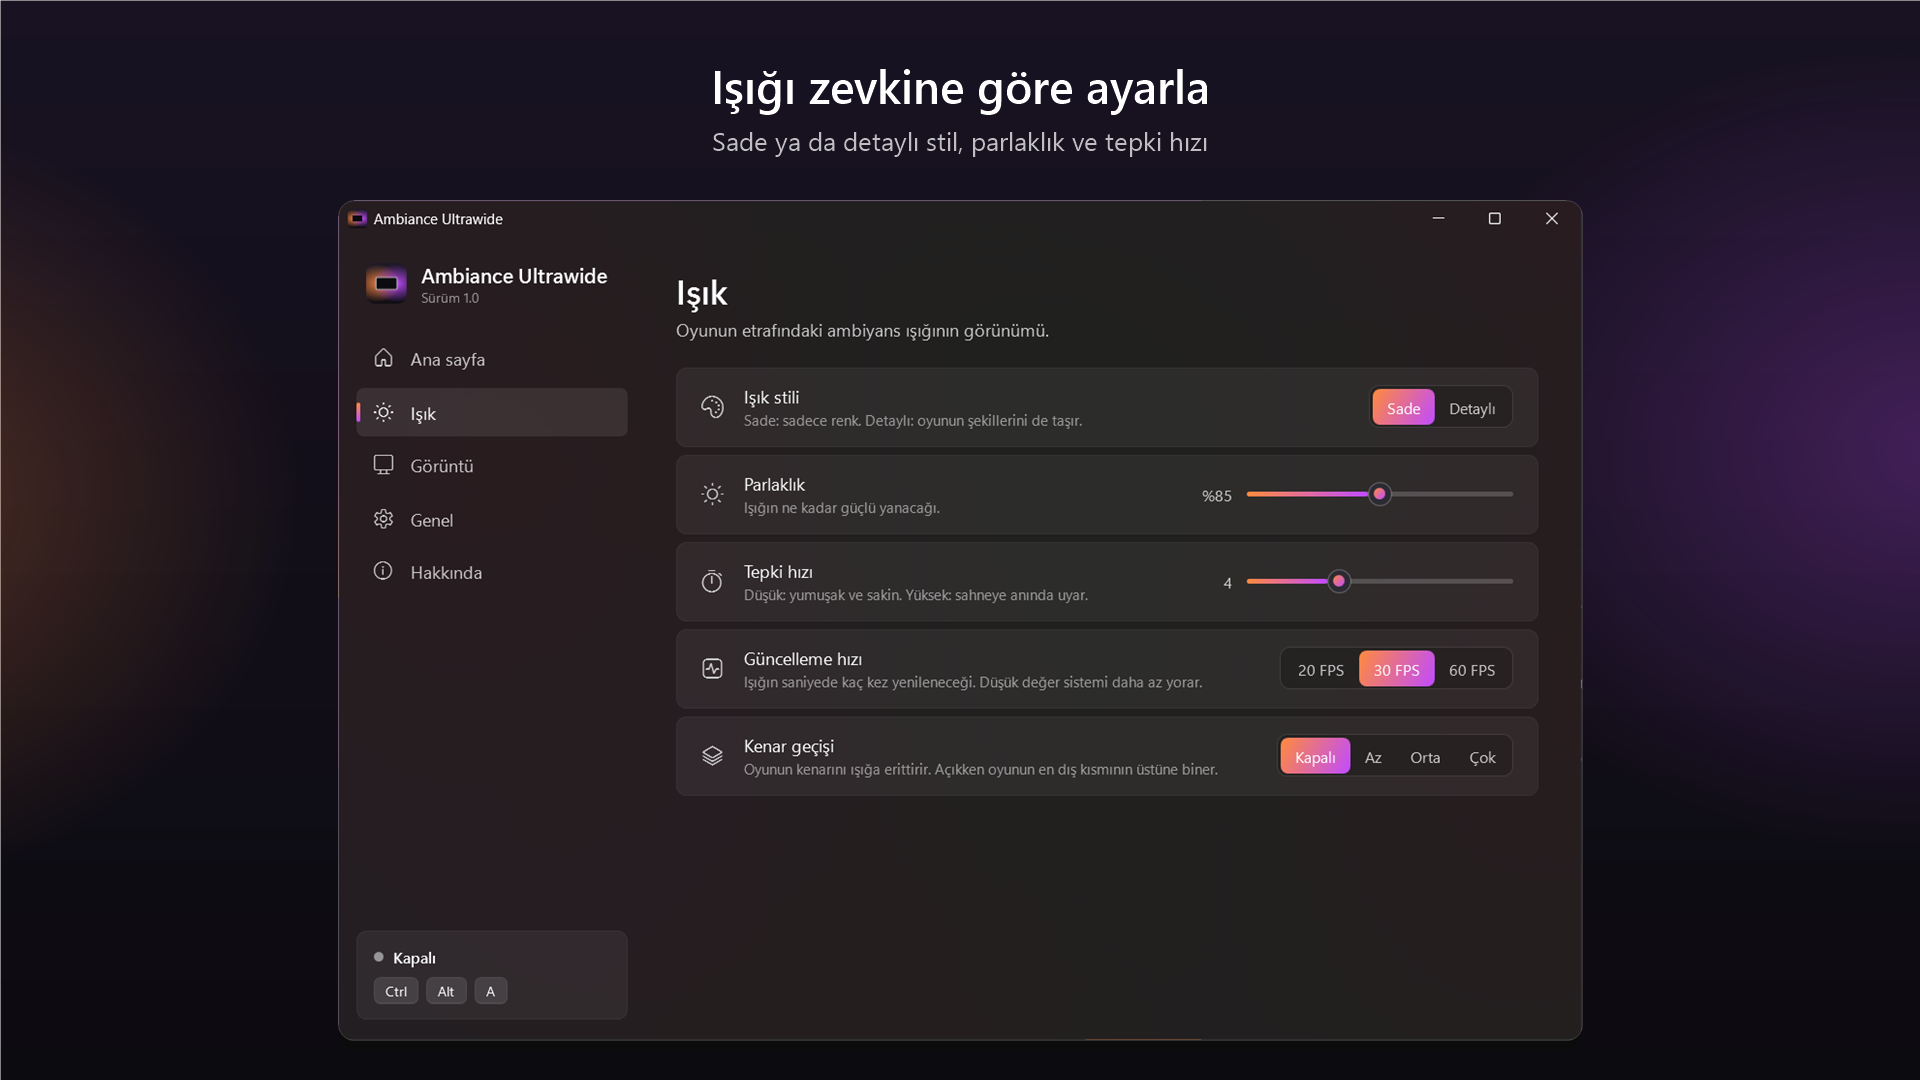 Işığı zevkine göre ayarla
Sade ya da detaylı stil, parlaklık ve tepki hızı
Ambiance Ultrawide
Ambiance Ultrawide
Sürüm 1.0
Ana sayfa
Işık
Görüntü
Genel
Hakkında
Kapalı
Ctrl Alt A
Işık
Oyunun etrafındaki ambiyans ışığının görünümü.
Işık stili
Sade: sadece renk. Detaylı: oyunun şekillerini de taşır.
Sade Detaylı
Parlaklık
Işığın ne kadar güçlü yanacağı.
%85
Tepki hızı
Düşük: yumuşak ve sakin. Yüksek: sahneye anında uyar.
4
Güncelleme hızı
Işığın saniyede kaç kez yenileneceği. Düşük değer sistemi daha az yorar.
20 FPS 30 FPS 60 FPS
Kenar geçişi
Oyunun kenarını ışığa erittirir. Açıkken oyunun en dış kısmının üstüne biner.
Kapalı Az Orta Çok